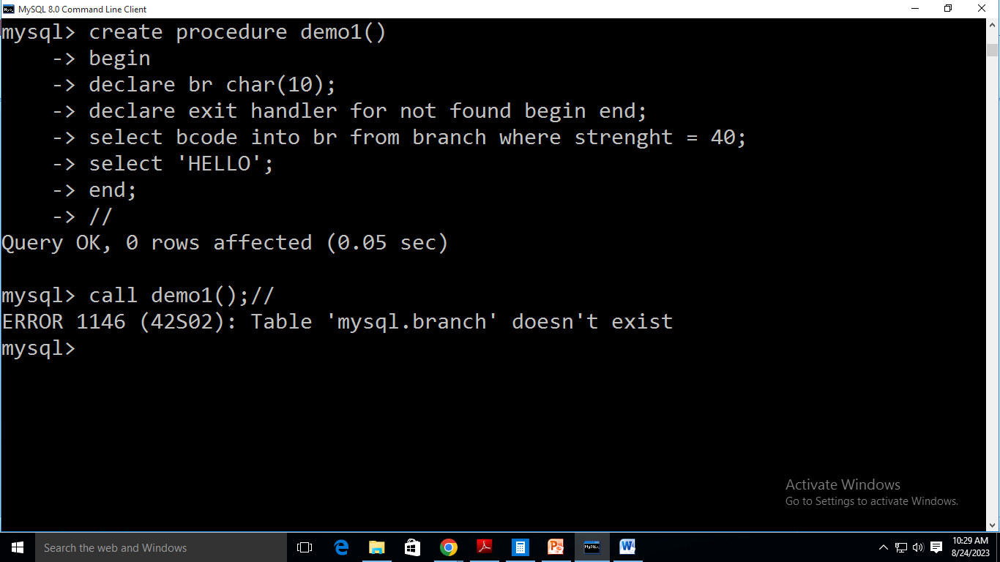 MySQL 8.0 Command Line Client
mysql> create procedure demo1()
    -> begin
    -> declare br char(10);
    -> declare exit handler for not found begin end;
    -> select bcode into br from branch where strenght = 40;
    -> select 'HELLO';
    -> end;
    -> //
Query OK, 0 rows affected (0.05 sec)
mysql> call demo1();//
ERROR 1146 (42S02): Table 'mysql.branch' doesn't exist
mysql>
Activate Windows
Go to Settings to activate Windows.
Search the web and Windows
10:29 AM
8/24/2023